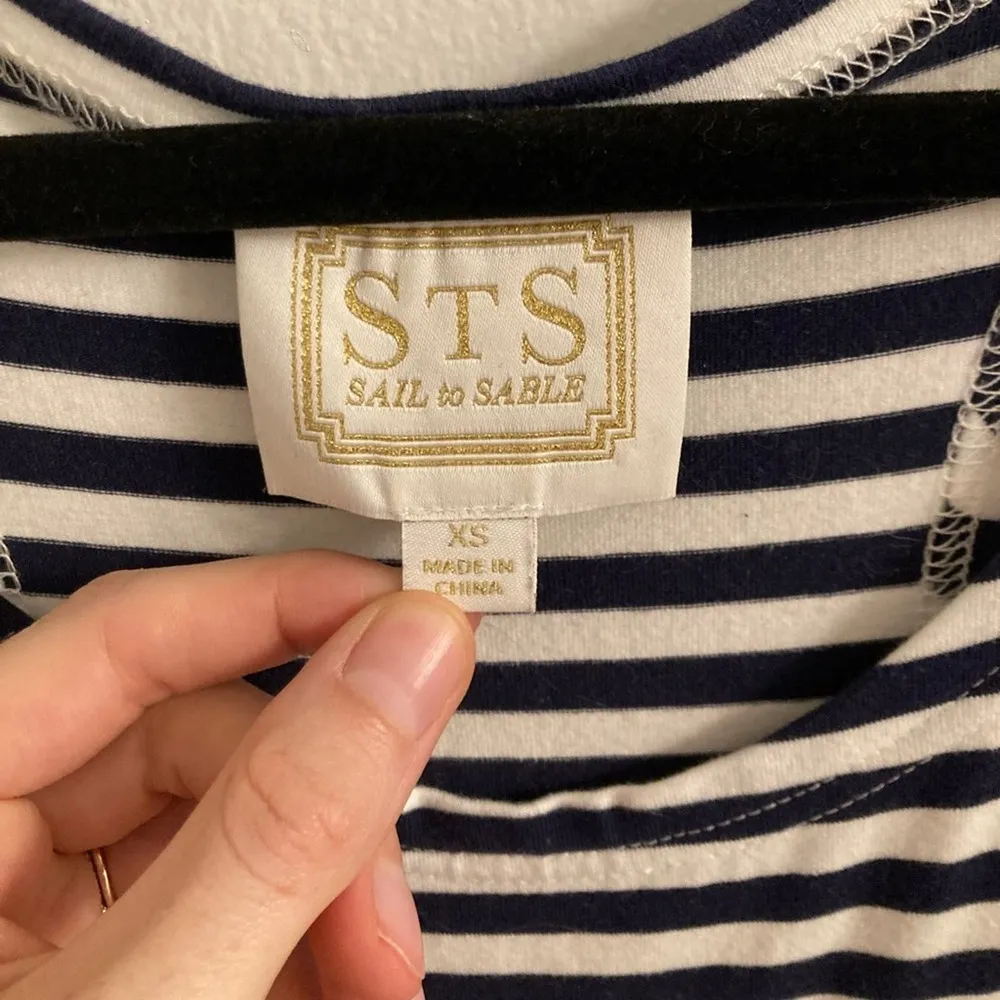 STS
SAIL to SABLE
XS
MADE IN
CHINA